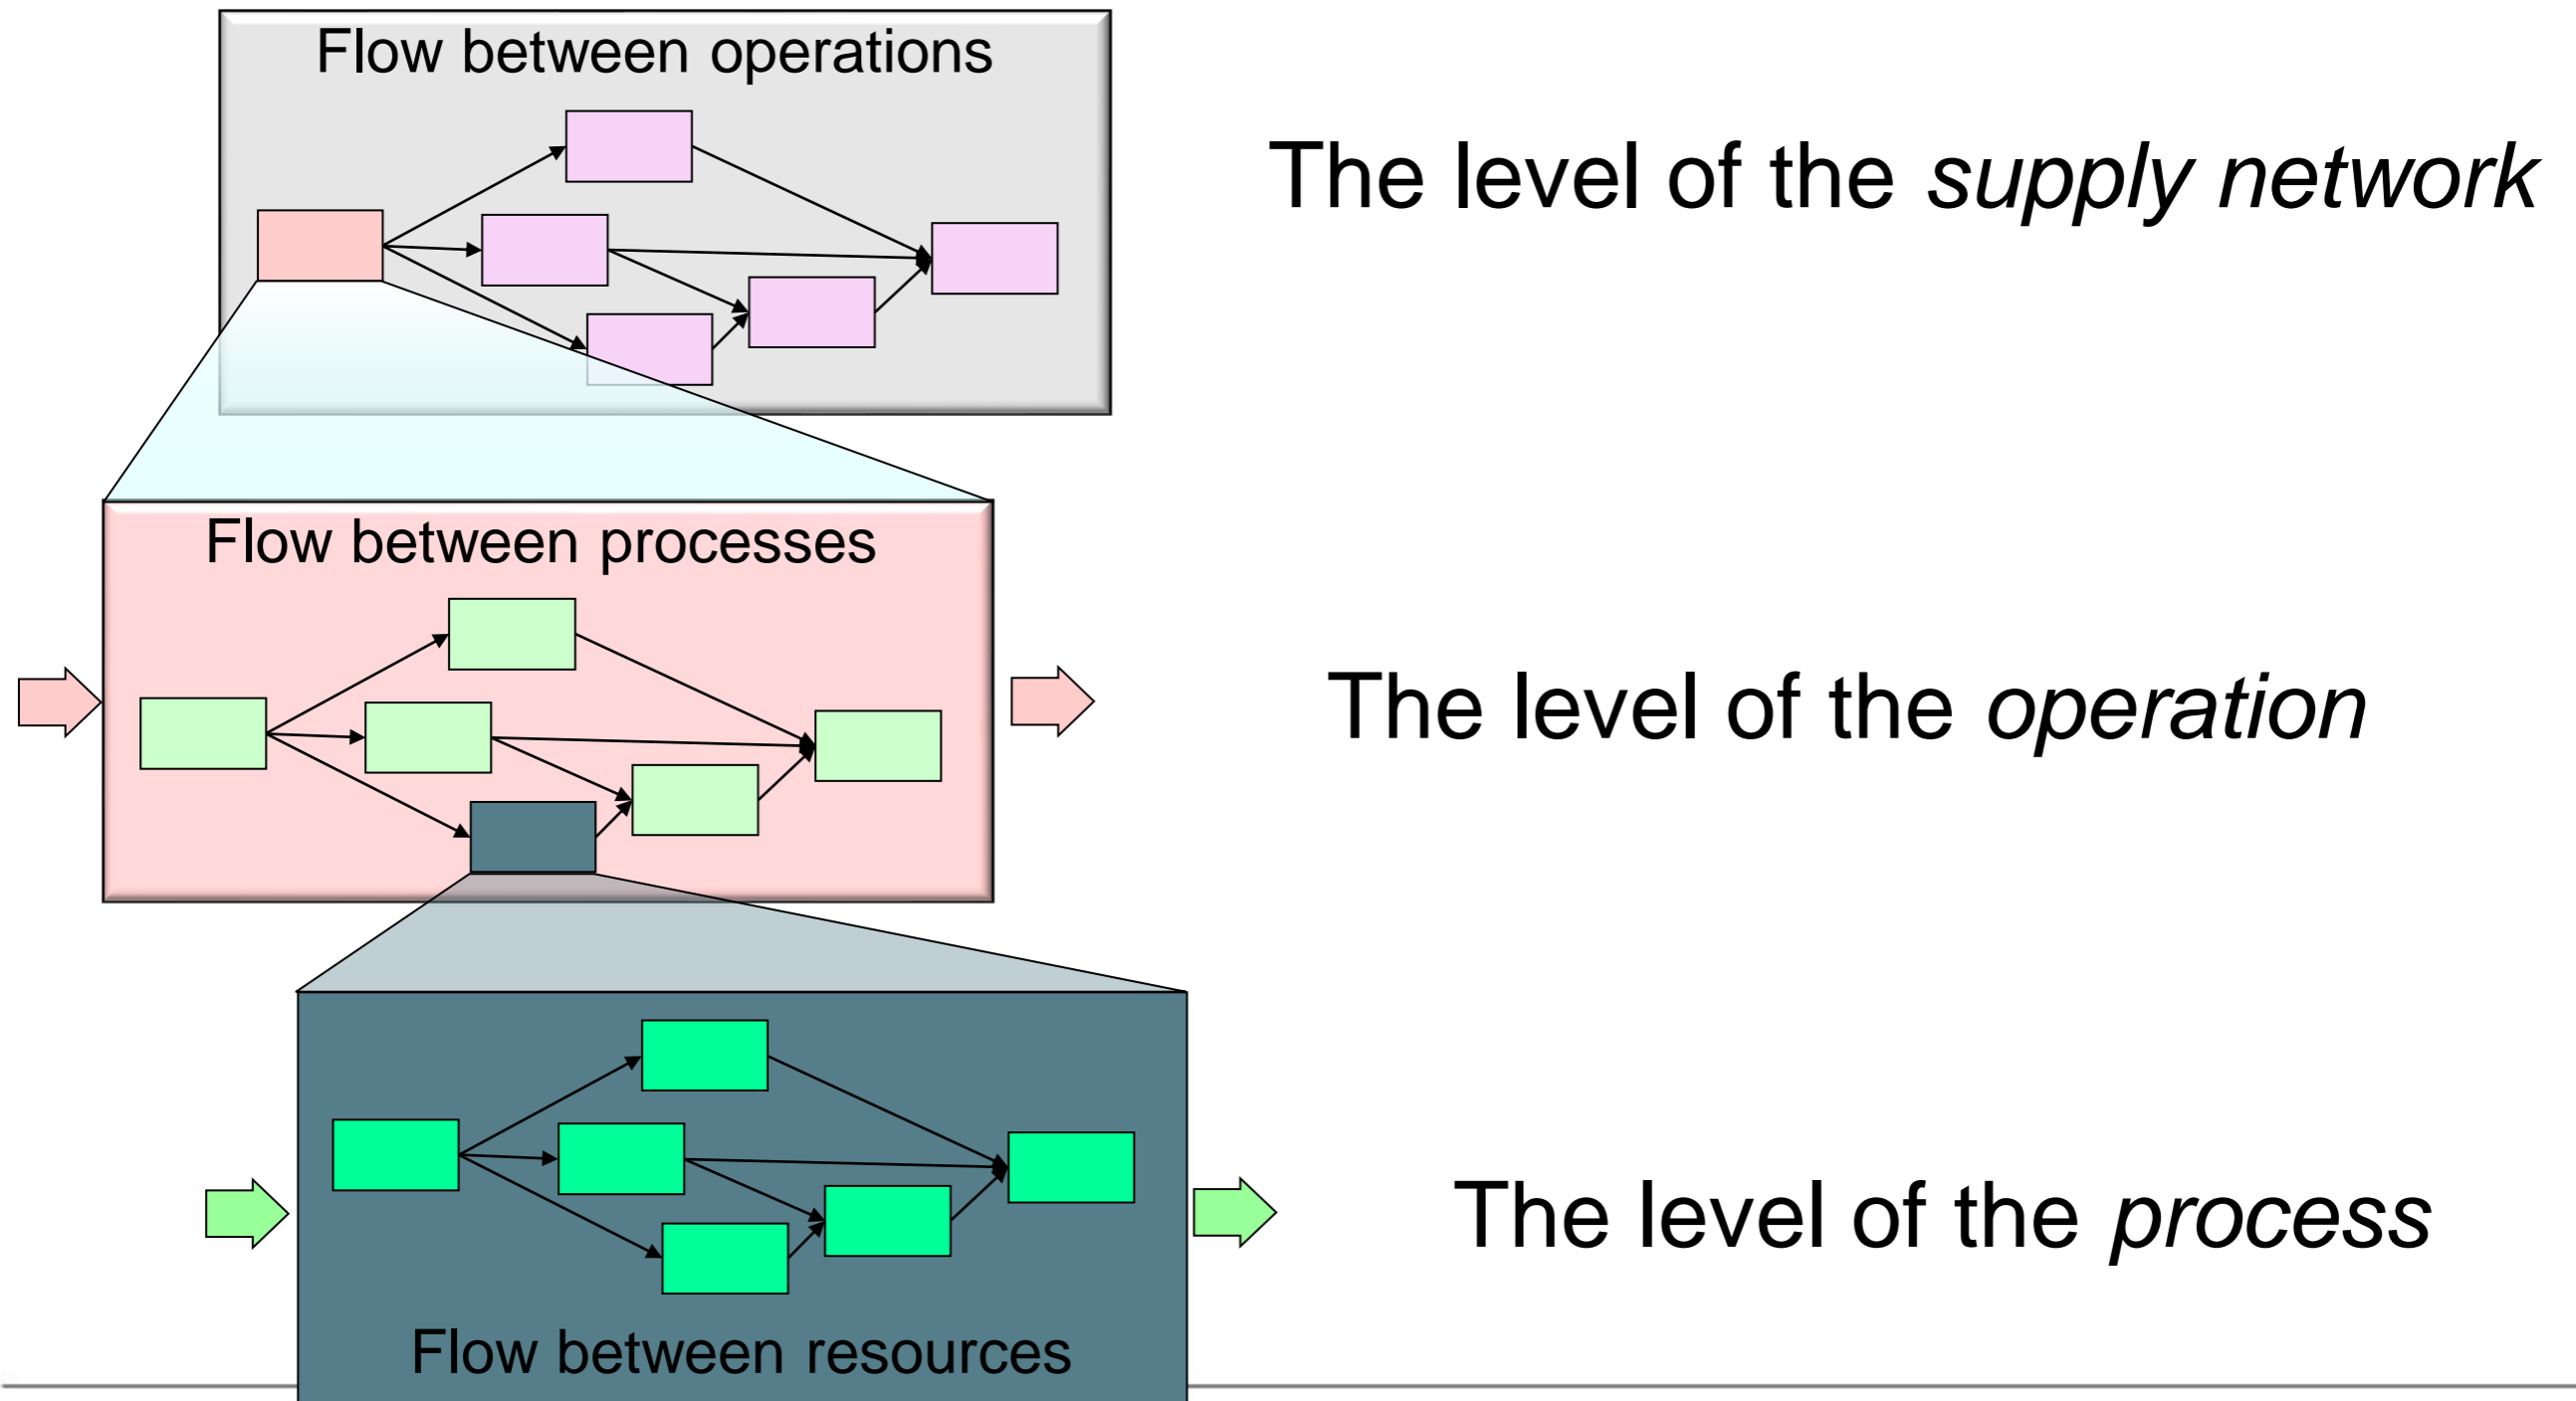 Flow between operations
The level of the supply network
Flow between processes
The level of the operation
The level of the process
Flow between resources